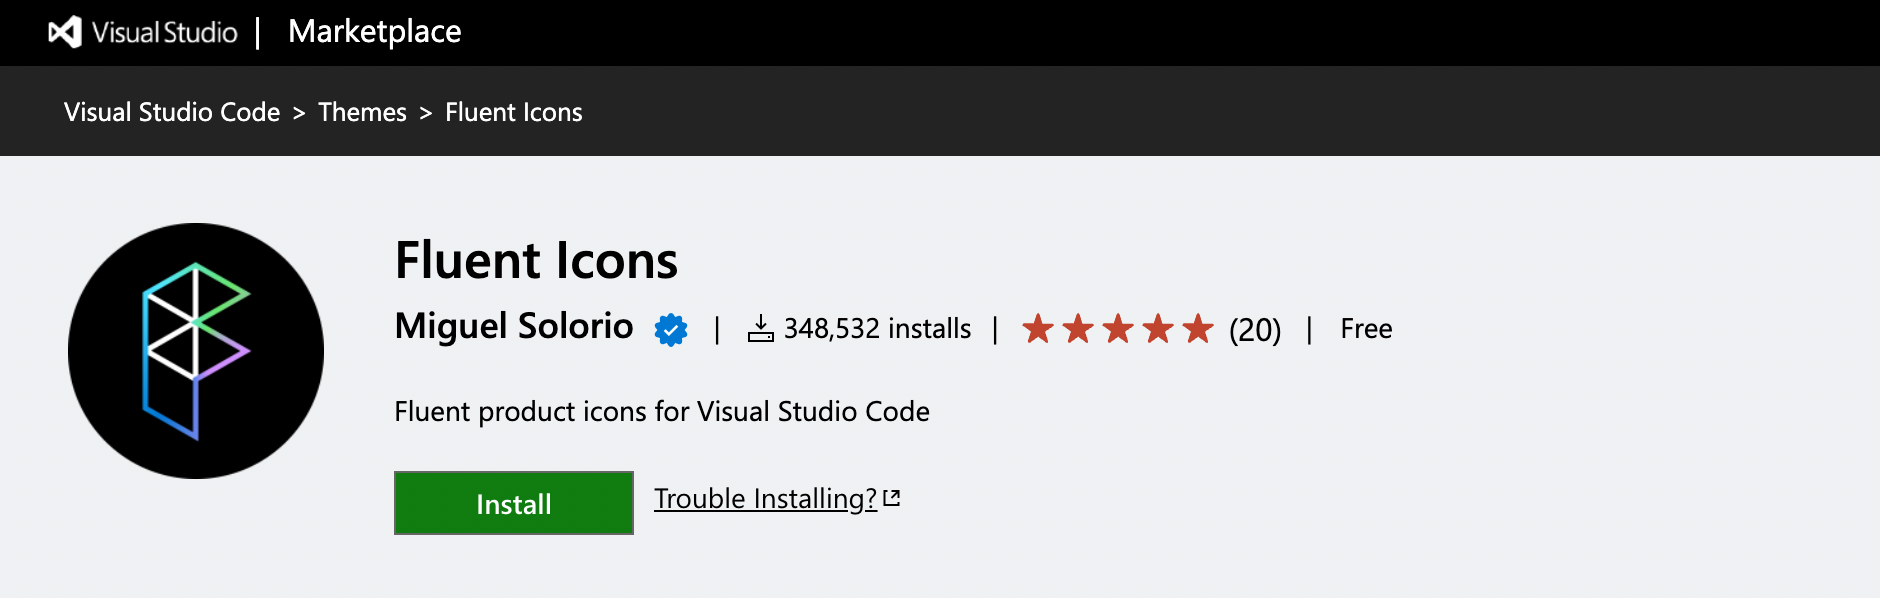 Visual Studio | Marketplace
Visual Studio Code > Themes > Fluent Icons
Fluent Icons
Miguel Solorio | 348,532 installs | (20) | Free
Fluent product icons for Visual Studio Code
Install Trouble Installing?